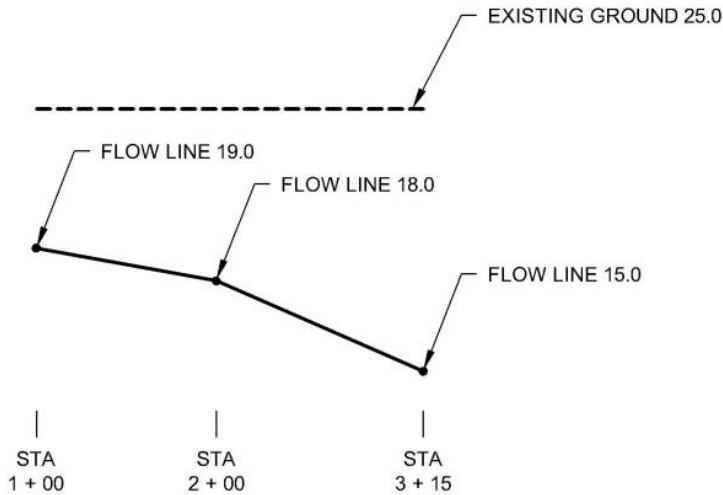 EXISTING GROUND 25.0
FLOW LINE 19.0
FLOW LINE 18.0
FLOW LINE 15.0
STA
1 + 00
STA
2 + 00
STA
3 + 15